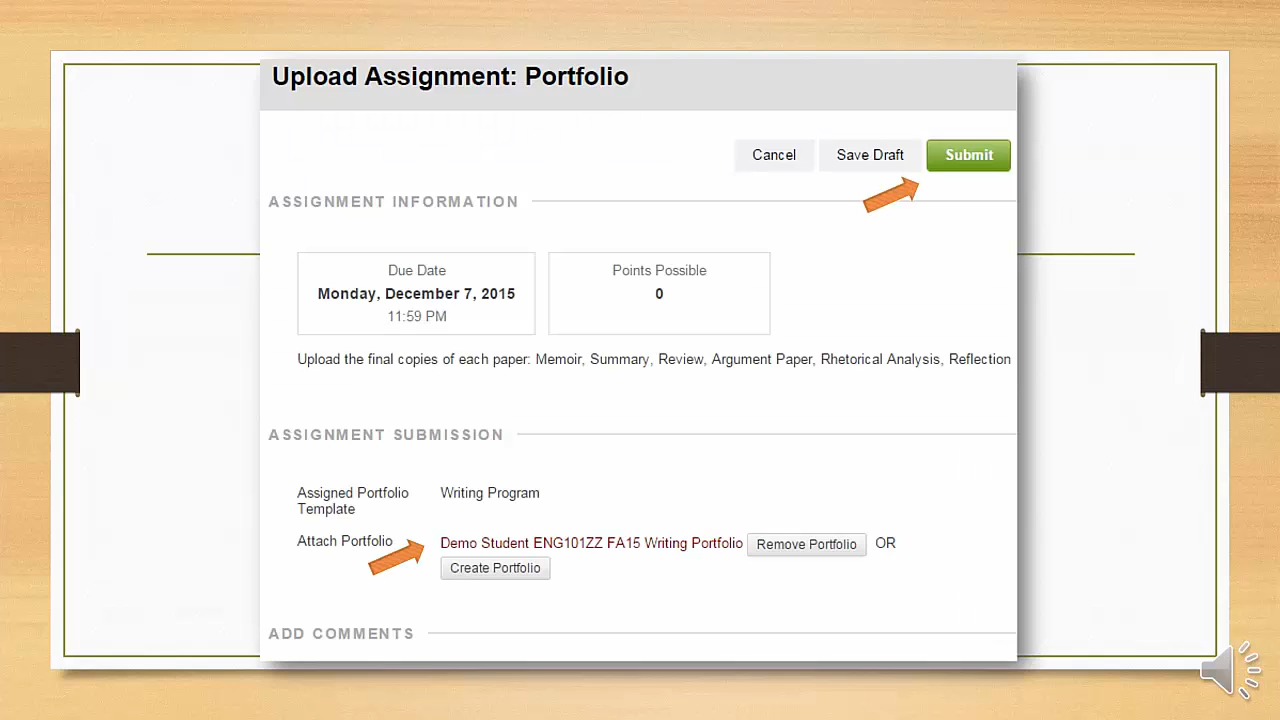 Upload Assignment: Portfolio
Cancel Save Draft Submit
ASSIGNMENT INFORMATION
Due Date
Monday, December 7, 2015
11:59 PM
Points Possible
0
Upload the final copies of each paper: Memoir, Summary, Review, Argument Paper, Rhetorical Analysis, Reflection
ASSIGNMENT SUBMISSION
Assigned Portfolio
Template
Writing Program
Attach Portfolio
Demo Student ENG101ZZ FA15 Writing Portfolio Remove Portfolio OR
Create Portfolio
ADD COMMENTS